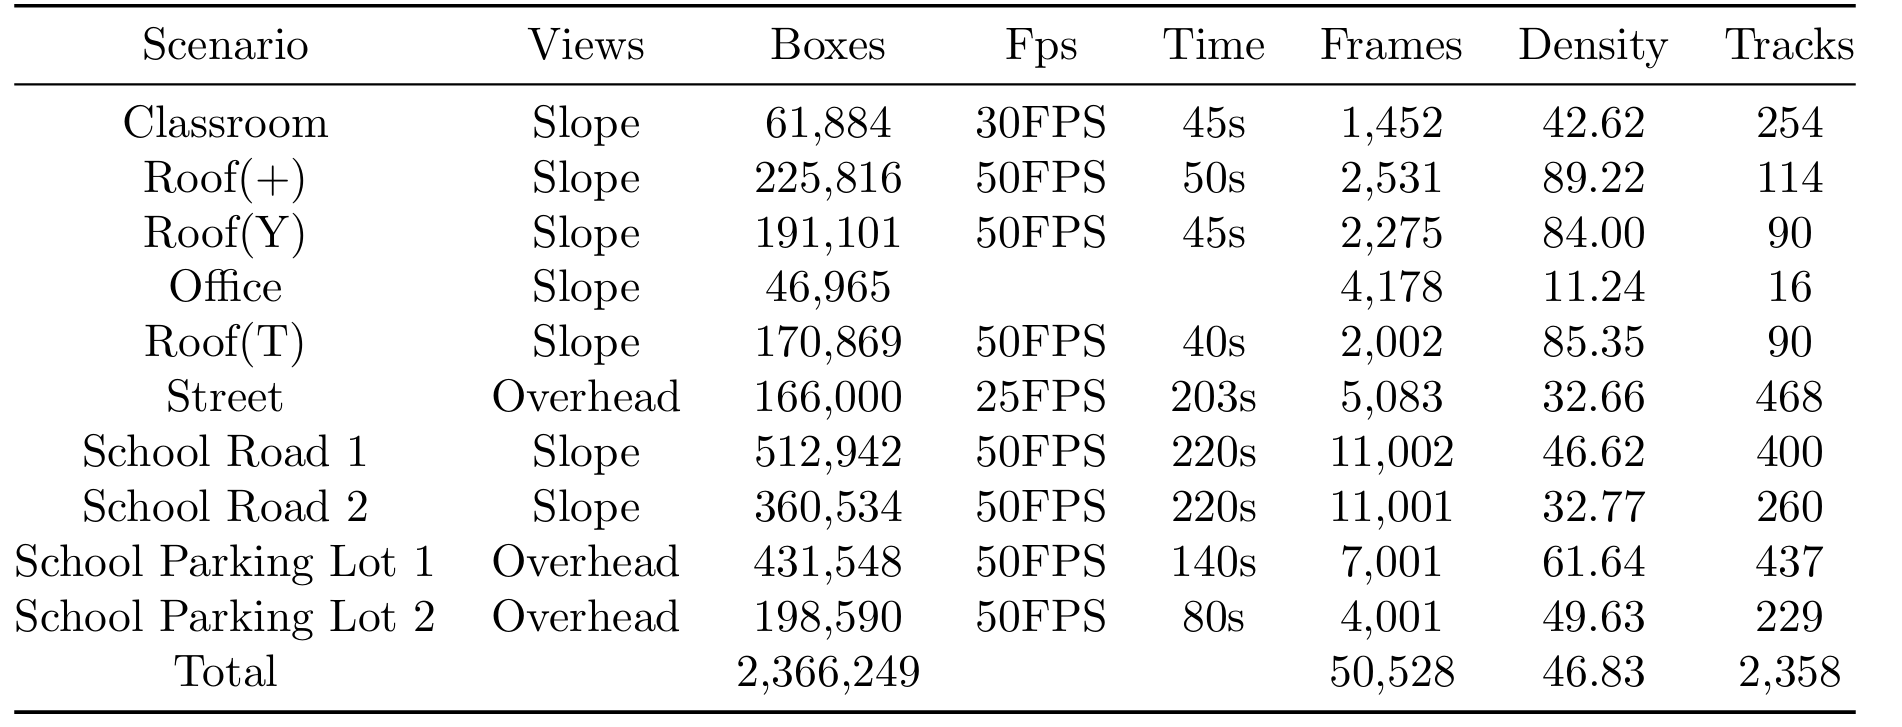 Scenario Views Boxes Fps Time Frames Density Tracks
Classroom Slope 61,884 30FPS 45s 1,452 42.62 254
Roof(+) Slope 225,816 50FPS 50s 2,531 89.22 114
Roof(Y) Slope 191,101 50FPS 45s 2,275 84.00 90
Office Slope 46,965 4,178 11.24 16
Roof(T) Slope 170,869 50FPS 40s 2,002 85.35 90
Street Overhead 166,000 25FPS 203s 5,083 32.66 468
School Road 1 Slope 512,942 50FPS 220s 11,002 46.62 400
School Road 2 Slope 360,534 50FPS 220s 11,001 32.77 260
School Parking Lot 1 Overhead 431,548 50FPS 140s 7,001 61.64 437
School Parking Lot 2 Overhead 198,590 50FPS 80s 4,001 49.63 229
Total 2,366,249 50,528 46.83 2,358